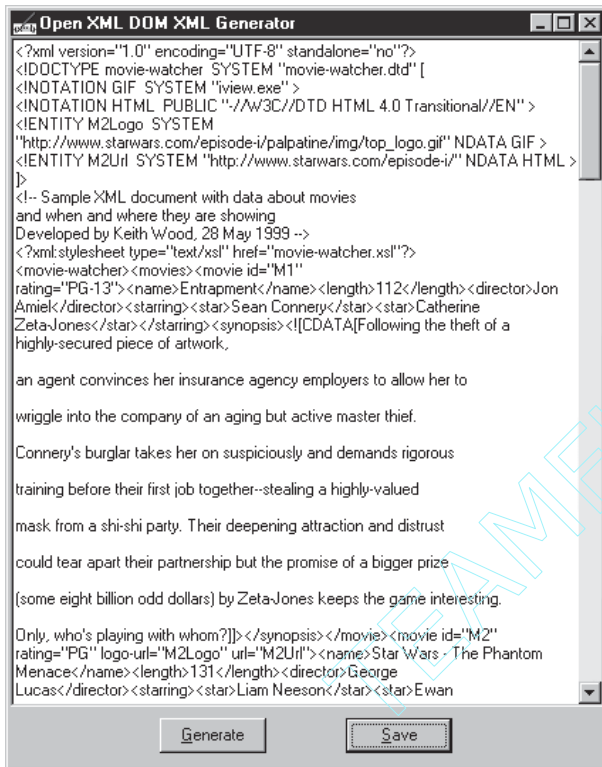 Open XML DOM XML Generator
<?xml version="1.0" encoding="UTF-8" standalone="no"?>
<!DOCTYPE movie-watcher SYSTEM "movie-watcher.dtd" [
<!NOTATION GIF SYSTEM "iview.exe" >
<!NOTATION HTML PUBLIC "-//W3C//DTD HTML 4.0 Transitional//EN" >
<!ENTITY M2Logo SYSTEM
"http://www.starwars.com/episode-i/palpatine/img/top_logo.gif" NDATA GIF >
<!ENTITY M2Url SYSTEM "http://www.starwars.com/episode-i/" NDATA HTML >
]>
<!-- Sample XML document with data about movies
and when and where they are showing
Developed by Keith Wood, 28 May 1999 -->
<?xml:stylesheet type="text/xsl" href="movie-watcher.xsl"?>
<movie-watcher><movies><movie id="M1"
rating="PG-13"><name>Entrapment</name><length>112</length><director>Jon
Amiel</director><starring><star>Sean Connery</star><star>Catherine
Zeta-Jones</star></starring><synopsis><![CDATA[Following the theft of a
highly-secured piece of artwork,
an agent convinces her insurance agency employers to allow her to
wriggle into the company of an aging but active master thief.
Connery's burglar takes her on suspiciously and demands rigorous
training before their first job together--stealing a highly-valued
mask from a shi-shi party. Their deepening attraction and distrust
could tear apart their partnership but the promise of a bigger prize
(some eight billion odd dollars) by Zeta-Jones keeps the game interesting.
Only, who's playing with whom?]]></synopsis></movie><movie id="M2"
rating="PG" logo-url="M2Logo" url="M2Url"><name>Star Wars - The Phantom
Menace</name><length>131</length><director>George
Lucas</director><starring><star>Liam Neeson</star><star>Ewan
Generate
Save